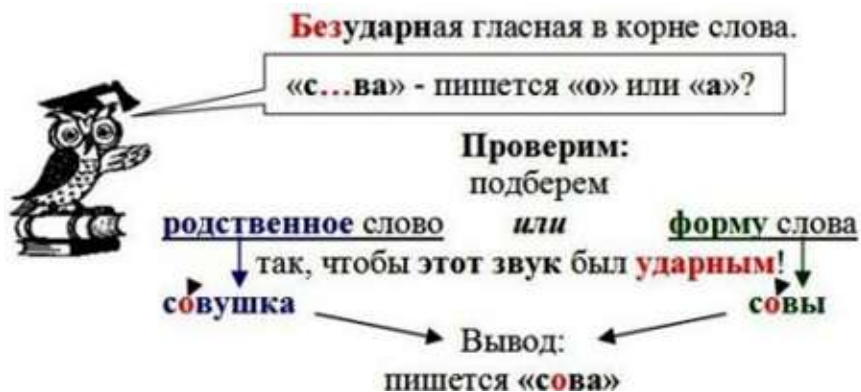 Безударная гласная в корне слова.
«с...ва» - пишется «о» или «а»?
Проверим:
подберем
родственное слово или форму слова
так, чтобы этот звук был ударным!
совушка совы
Вывод:
пишется «сова»